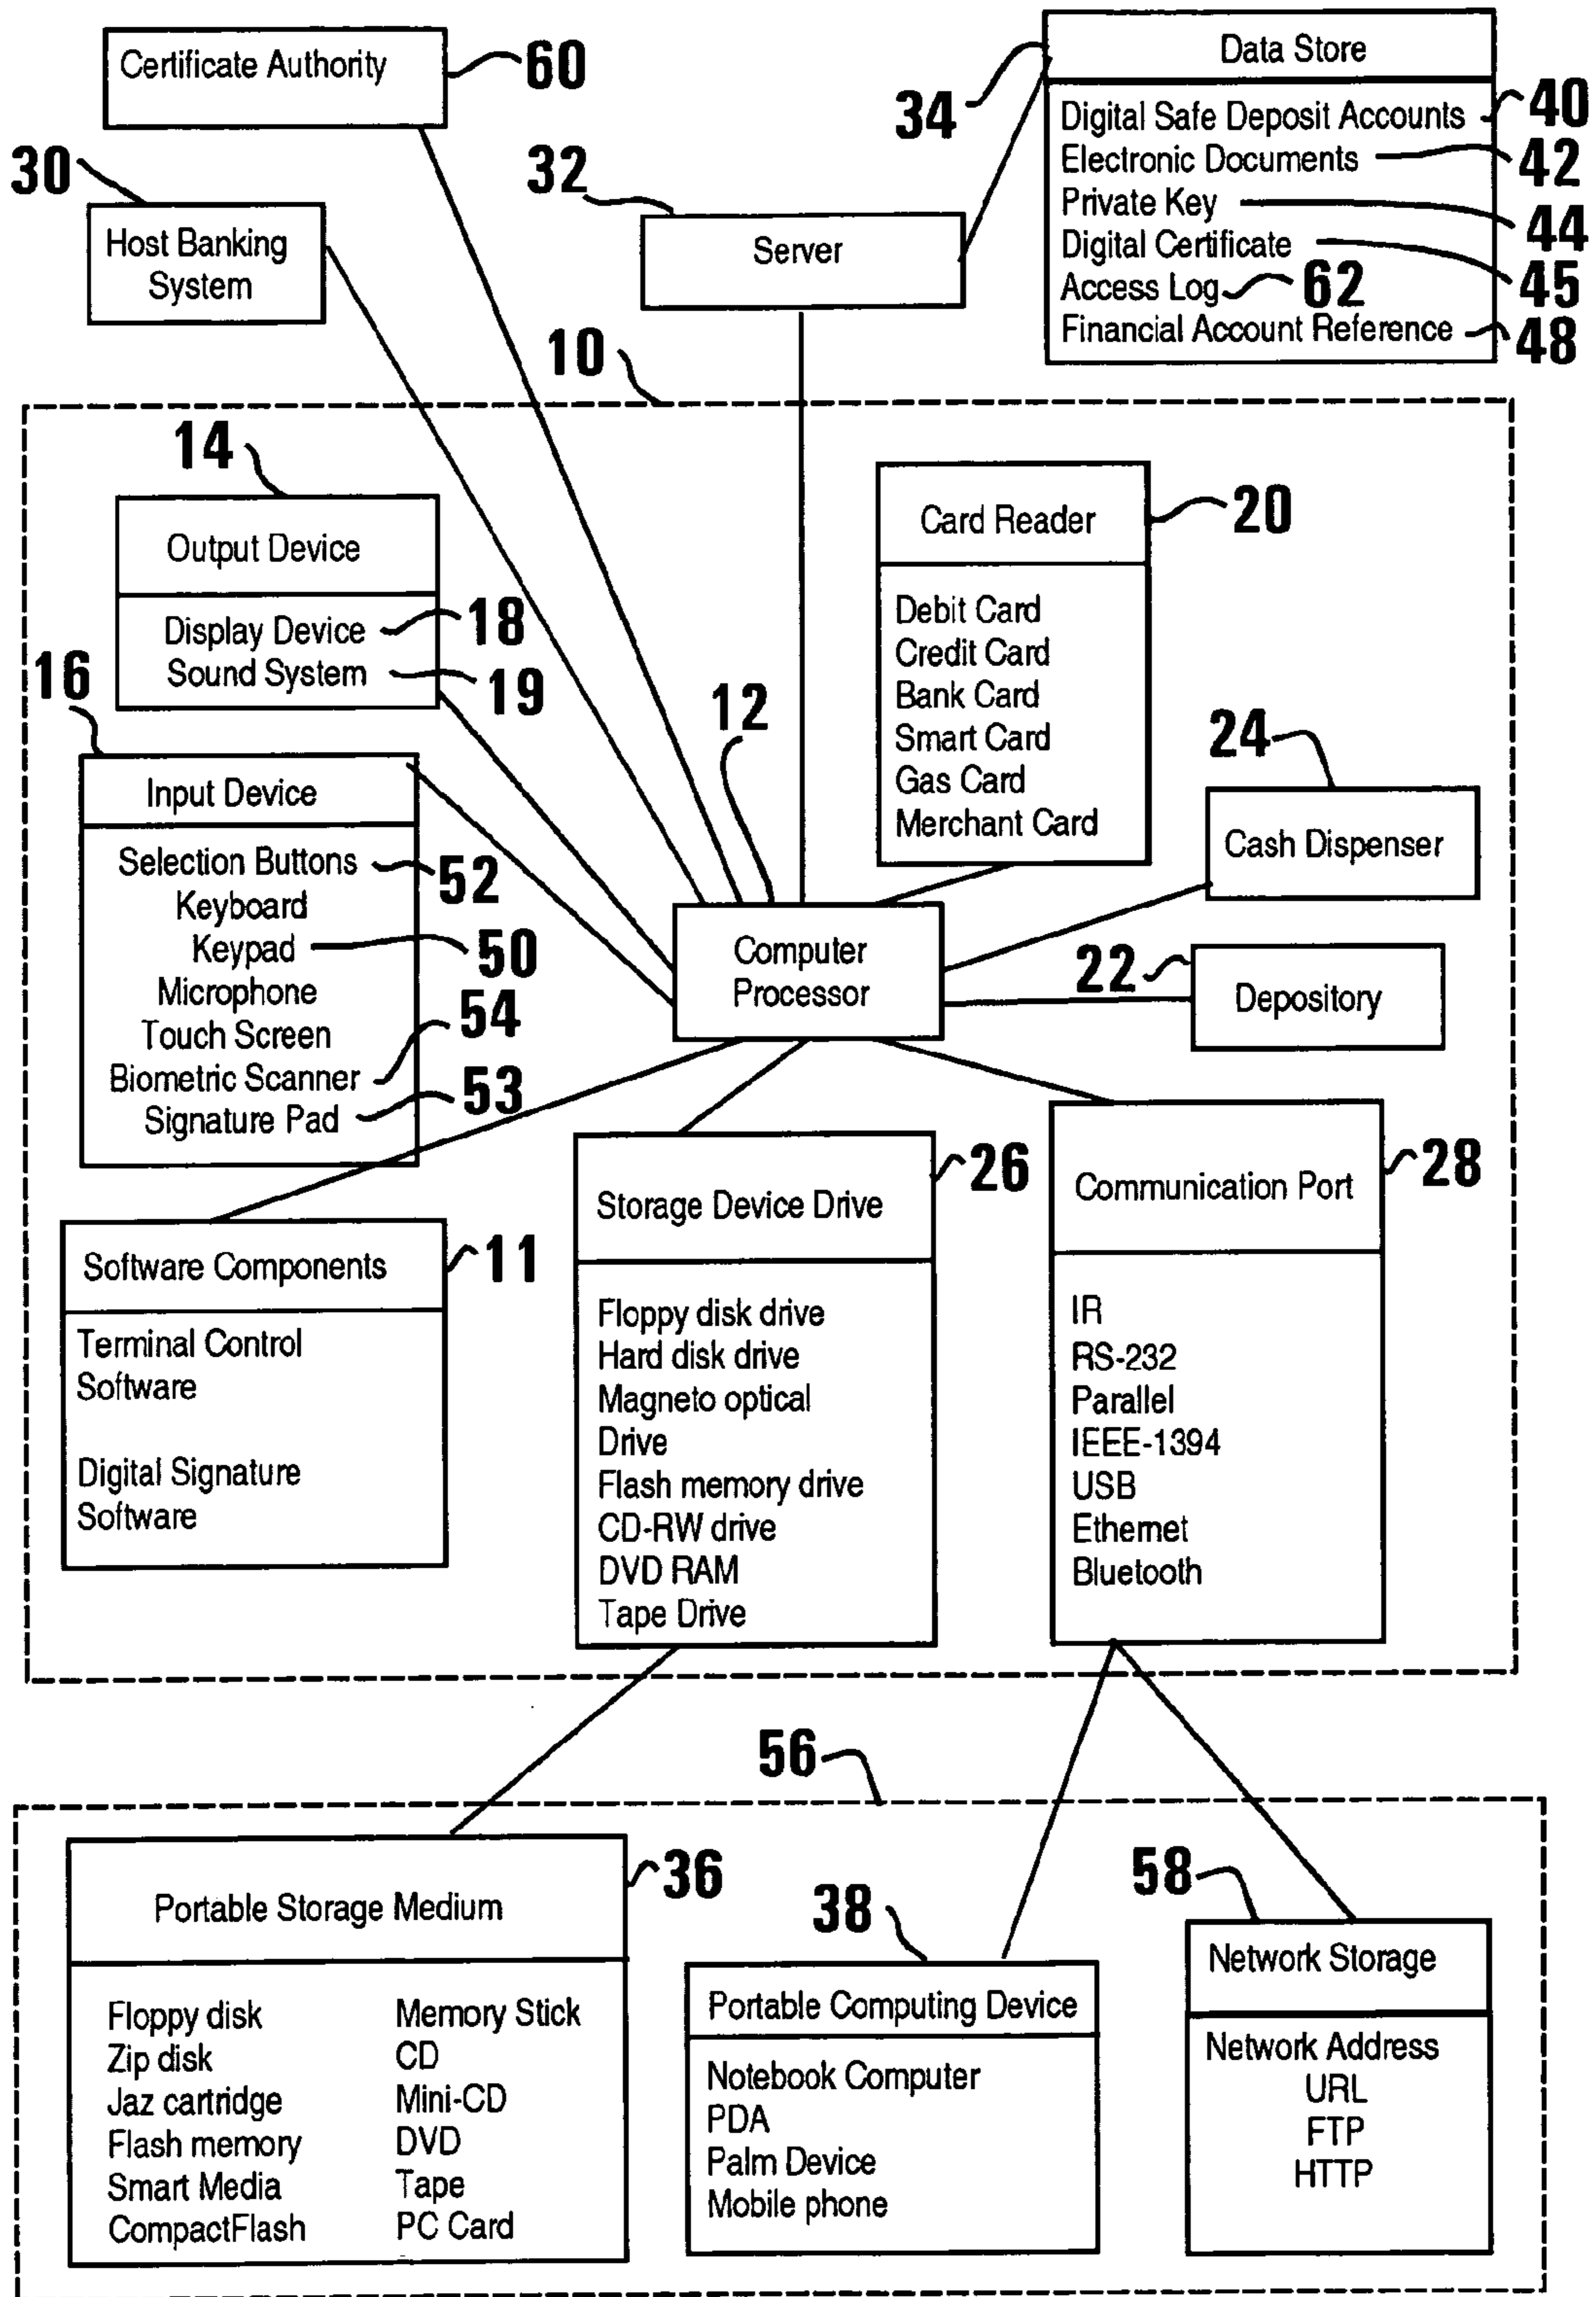 Certificate Authority
60
34
Data Store
Digital Safe Deposit Accounts
40
Electronic Documents
42
Private Key
44
Digital Certificate
45
Access Log
62
Financial Account Reference
48
30
Host Banking
System
32
Server
10
14
Output Device
Display Device
18
Sound System
19
Card Reader
20
Debit Card
Credit Card
Bank Card
Smart Card
Gas Card
Merchant Card
16
Input Device
Selection Buttons
52
Keyboard
Keypad
50
Microphone
Touch Screen
54
Biometric Scanner
Signature Pad
53
12
Computer
Processor
24
Cash Dispenser
22
Depository
Software Components
11
Terminal Control
Software
Digital Signature
Software
Storage Device Drive
26
Floppy disk drive
Hard disk drive
Magneto optical
Drive
Flash memory drive
CD-RW drive
DVD RAM
Tape Drive
Communication Port
28
IR
RS-232
Parallel
IEEE-1394
USB
Ethernet
Bluetooth
56
Portable Storage Medium
36
Floppy disk
Zip disk
Jaz cartridge
Flash memory
Smart Media
CompactFlash
Memory Stick
CD
Mini-CD
DVD
Tape
PC Card
38
Portable Computing Device
Notebook Computer
PDA
Palm Device
Mobile phone
58
Network Storage
Network Address
URL
FTP
HTTP